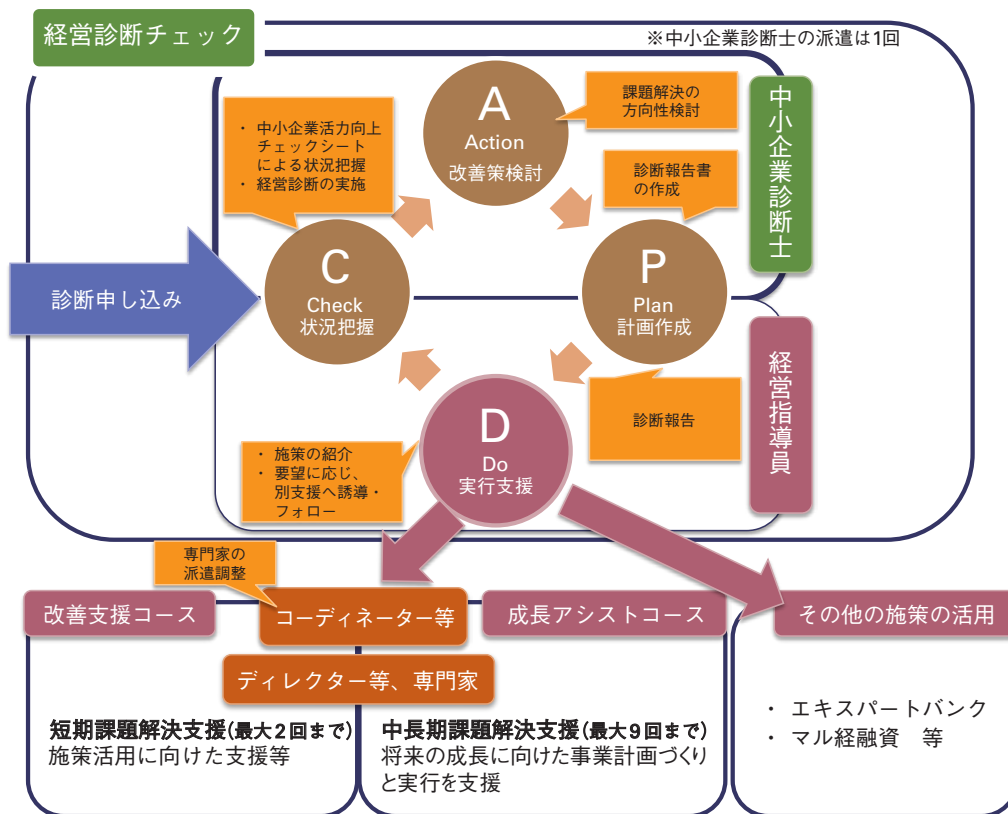 経営診断チェック
※中小企業診断士の派遣は1回
A
Action
改善策検討
課題解決の
方向性検討
・ 中小企業活力向上
チェックシート
による状況把握
・ 経営診断の実施
診断報告書
の作成
中小企業診断士
診断申し込み
C
Check
状況把握
P
Plan
計画作成
経営指導員
診断報告
D
Do
実行支援
・ 施策の紹介
・ 要望に応じ、
別支援へ誘導・
フォロー
専門家の
派遣調整
改善支援コース
コーディネーター等
成長アシストコース
その他の施策の活用
ディレクター等、専門家
短期課題解決支援(最大2回まで)
施策活用に向けた支援等
中長期課題解決支援(最大9回まで)
将来の成長に向けた事業計画づくり
と実行を支援
・ エキスパートバンク
・ マル経融資 等